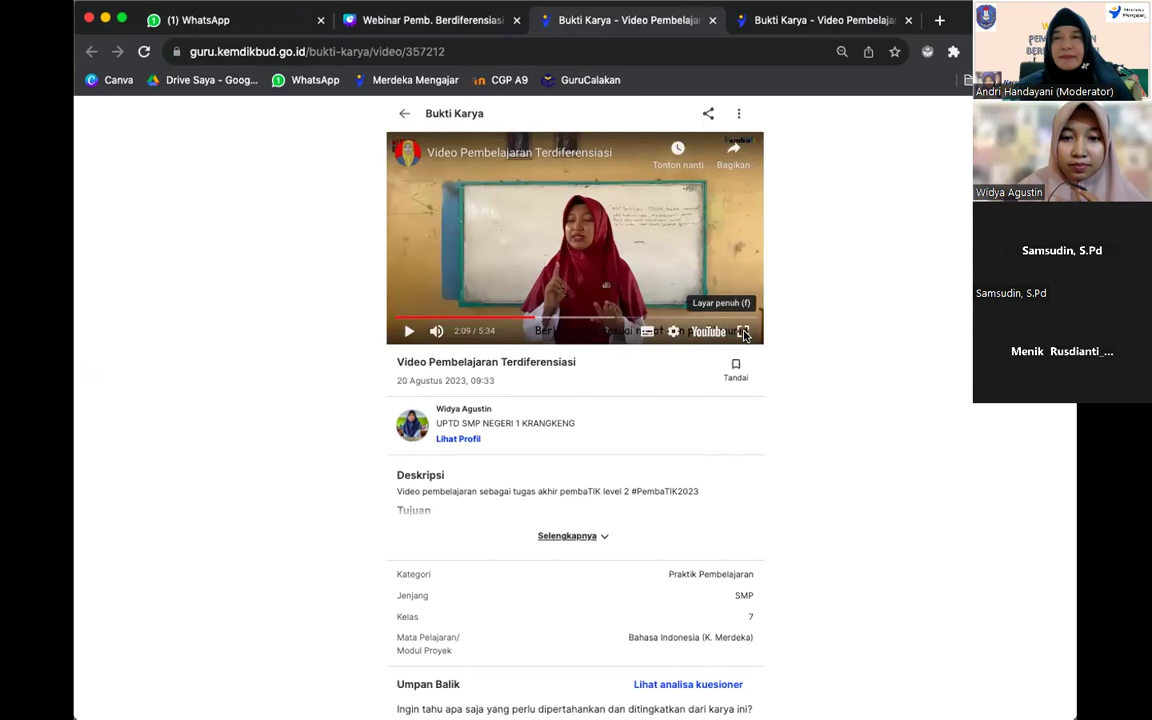 (1) WhatsApp
Webinar Pemb. Berdiferensiasi
Bukti Karya - Video Pembelaja
Bukti Karya - Video Pembelaja
guru.kemdikbud.go.id/bukti-karya/video/357212
Canva
Drive Saya - Goog...
WhatsApp
Merdeka Mengajar
CGP A9
GuruCalakan
Bukti Karya
Video Pembelajaran Terdiferensiasi
Tonton nanti
Bagikan
Layar penuh (f)
2:09 / 5:34
YouTube
Video Pembelajaran Terdiferensiasi
20 Agustus 2023, 09:33
Tandai
Widya Agustin
UPTD SMP NEGERI 1 KRANGKENG
Lihat Profil
Deskripsi
Video pembelajaran sebagai tugas akhir pembaTIK level 2 #PembaTIK2023
Tujuan
Selengkapnya
Kategori
Praktik Pembelajaran
Jenjang
SMP
Kelas
7
Mata Pelajaran/
Modul Proyek
Bahasa Indonesia (K. Merdeka)
Umpan Balik
Lihat analisa kuesioner
Ingin tahu apa saja yang perlu dipertahankan dan ditingkatkan dari karya ini?
Merdeka Mengajar
Andri Handayani (Moderator)
Widya Agustin
Samsudin, S.Pd
Samsudin, S.Pd
Menik Rusdianti_...